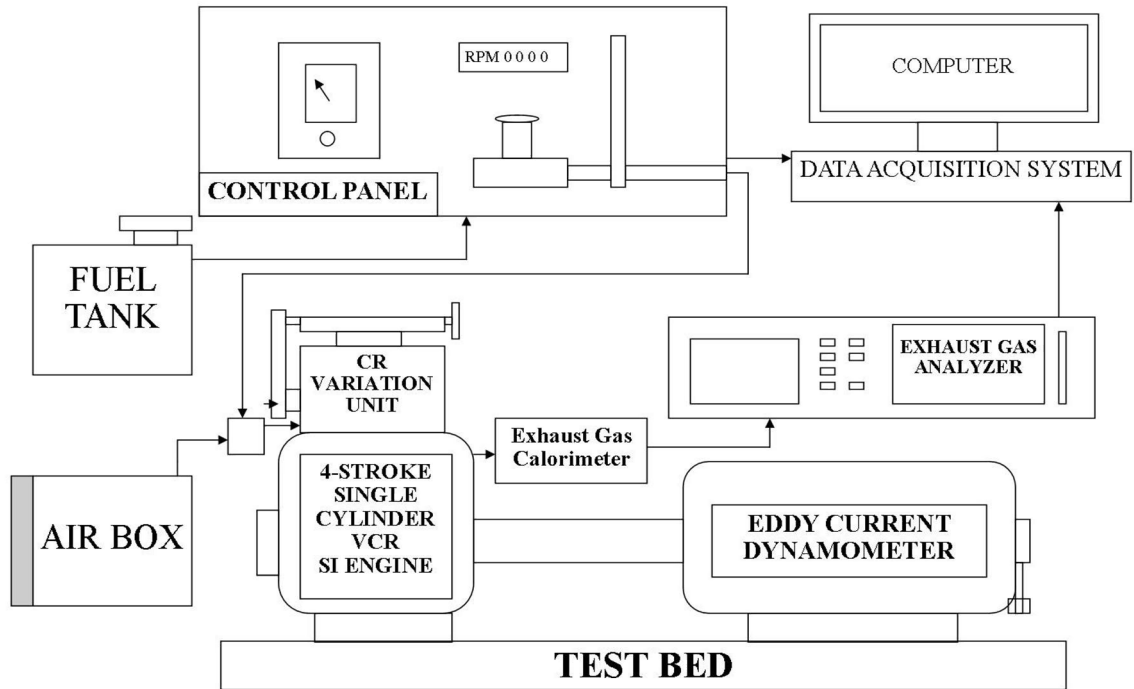 RPM 0 0 0 0
COMPUTER
CONTROL PANEL
DATA ACQUISITION SYSTEM
FUEL
TANK
CR
VARIATION
UNIT
EXHAUST GAS
ANALYZER
Exhaust Gas
Calorimeter
AIR BOX
4-STROKE
SINGLE
CYLINDER
VCR
SI ENGINE
EDDY CURRENT
DYNAMOMETER
TEST BED